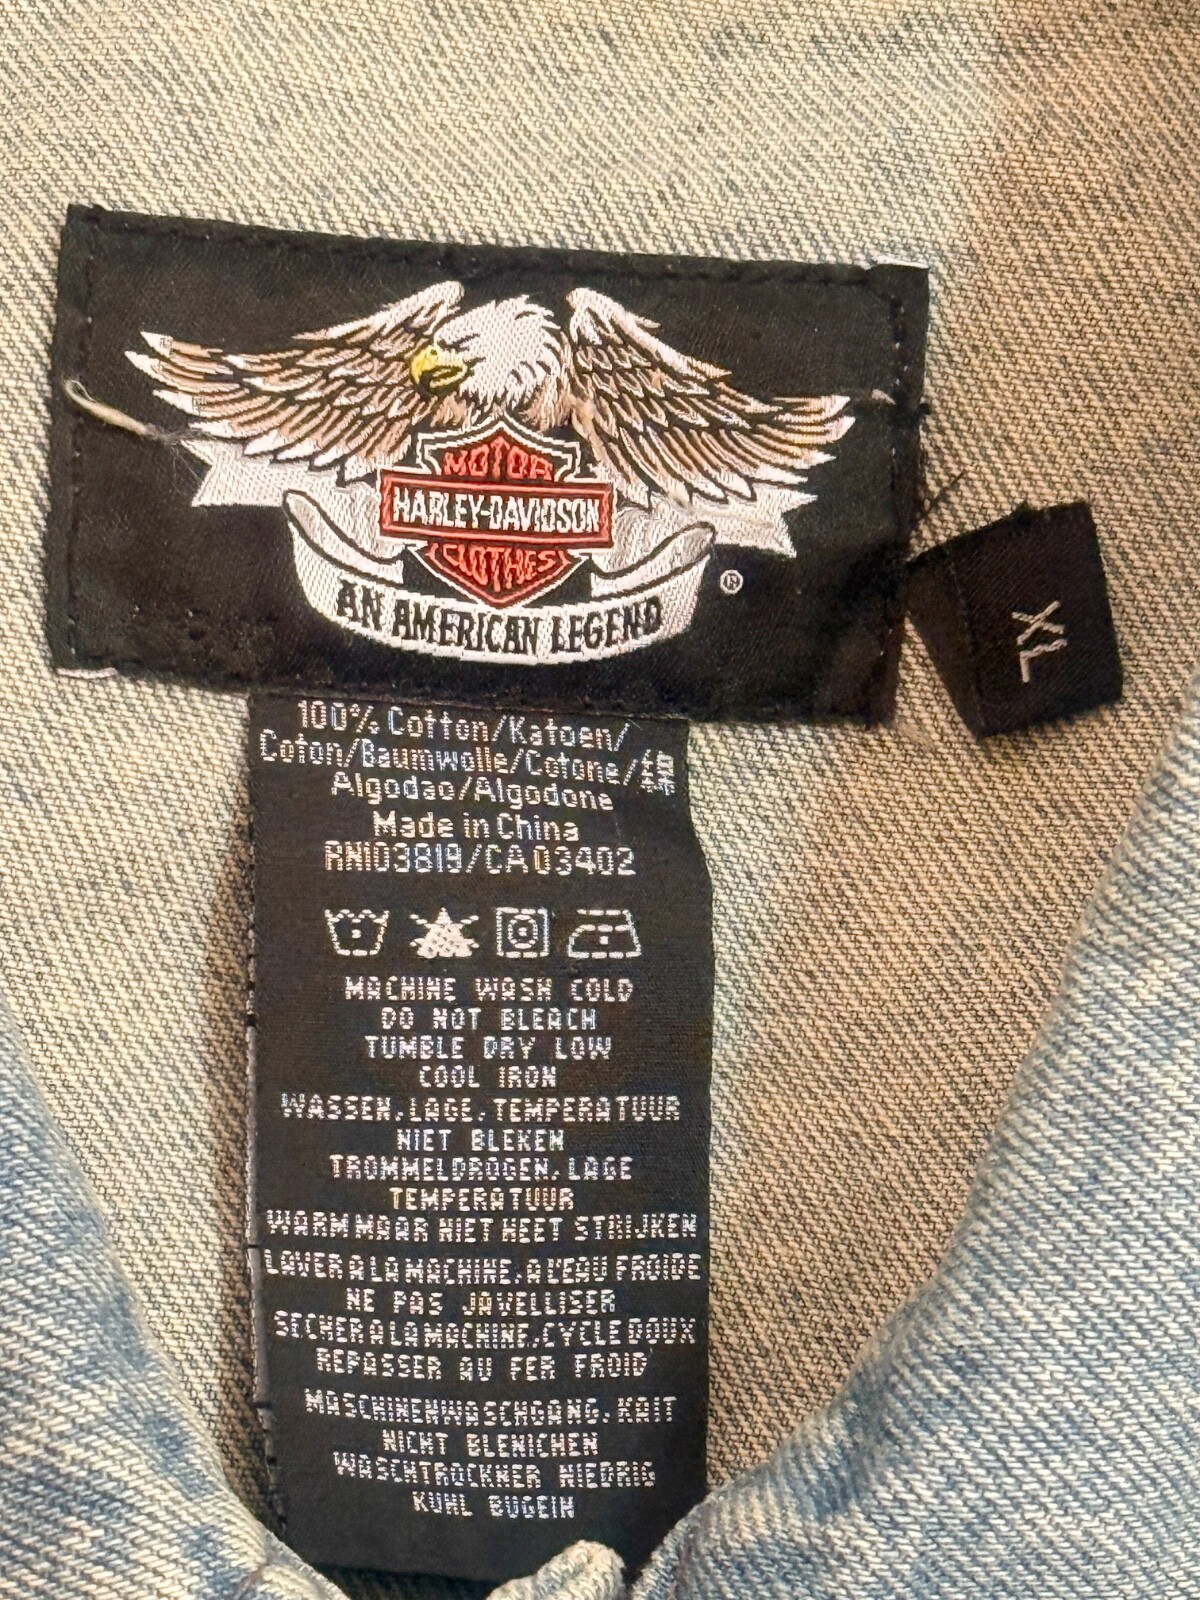 MOTOR
HARLEY-DAVIDSON
CLOTHES
AN AMERICAN LEGEND
®
XL
100% Cotton/Katoen/
Coton/Baumwolle/Cotone/棉
Algodao/Algodone
Made in China
RN103819/CA03402
MACHINE WASH COLD
DO NOT BLEACH
TUMBLE DRY LOW
COOL IRON
WASSEN, LAGE, TEMPERATUUR
NIET BLEKEN
TROMMELDROGEN, LAGE
TEMPERATUUR
WARM MAAR NIET HEET STRIJKEN
LAVER A LA MACHINE, A L'EAU FROIDE
NE PAS JAVELLISER
SECHER A LA MACHINE, CYCLE DOUX
REPASSER AU FER FROID
MASCHINENWASCHGANG, KAIT
NICHT BLENICHEN
WASCHTROCKNER NIEDRIG
KUHL BUGEIN